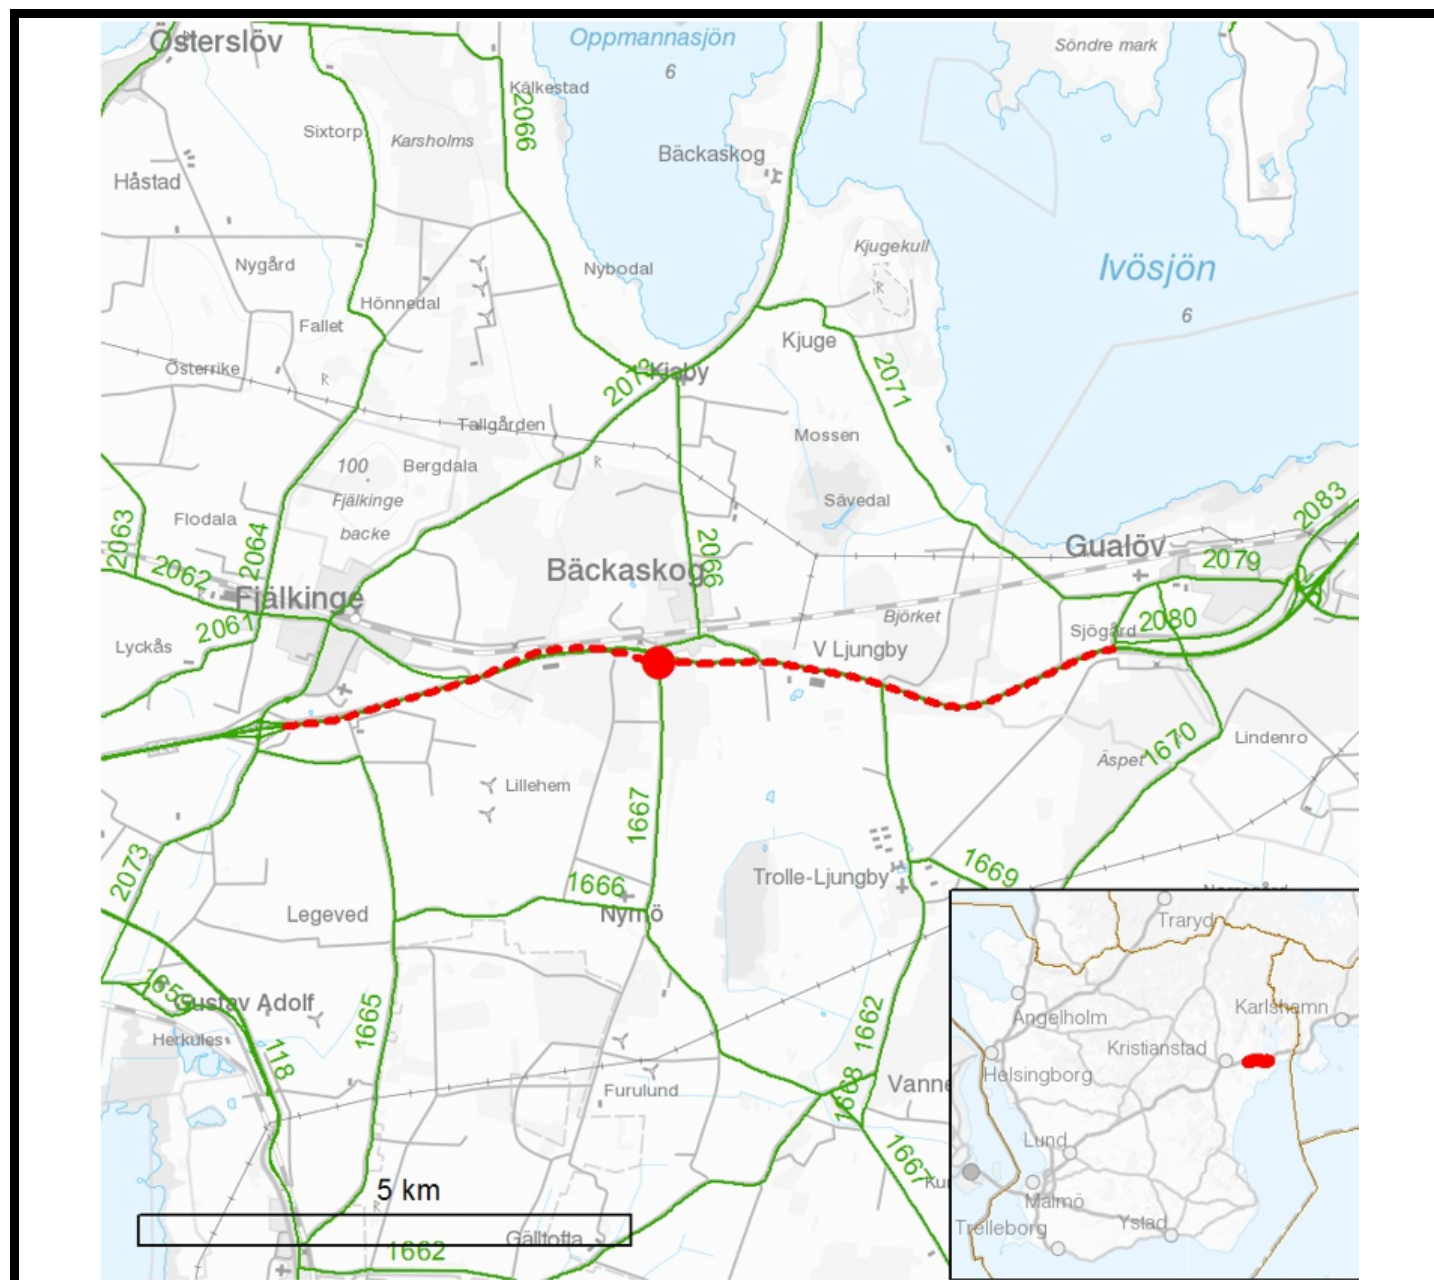 Österslöv
Oppmannasjön
6
Söndre mark
Kälkestad
2066
Sixtorp
Karsholms
Bäckaskog
Håstad
Kjugekull
R
Nygård
Nybodal
Ivösjön
6
Hönnedal
Fallet
Kjuge
Österrike
R
2073
Kiaby
2071
Tallgården
Mossen
100
Bergdala
R
Fjälkinge
backe
Sävedal
2063
Flodala
2064
2066
2083
Gualöv
2079
2062
R
Bäckaskog
Fjälkinge
2061
Björket
2080
Sjögård
Lyckås
V Ljungby
1670
Lindenro
Äspet
Lillehem
1667
2073
1669
1666
Trolle-Ljungby
Legeved
Nymö
Traryd
Gustav Adolf
Herkules
118
1665
1662
Karlshamn
Ängelholm
Kristianstad
Helsingborg
Furulund
1668
Vanne
Lund
1667
5 km
R
Malmö
Trelleborg
Ystad
Gälltofta
1662